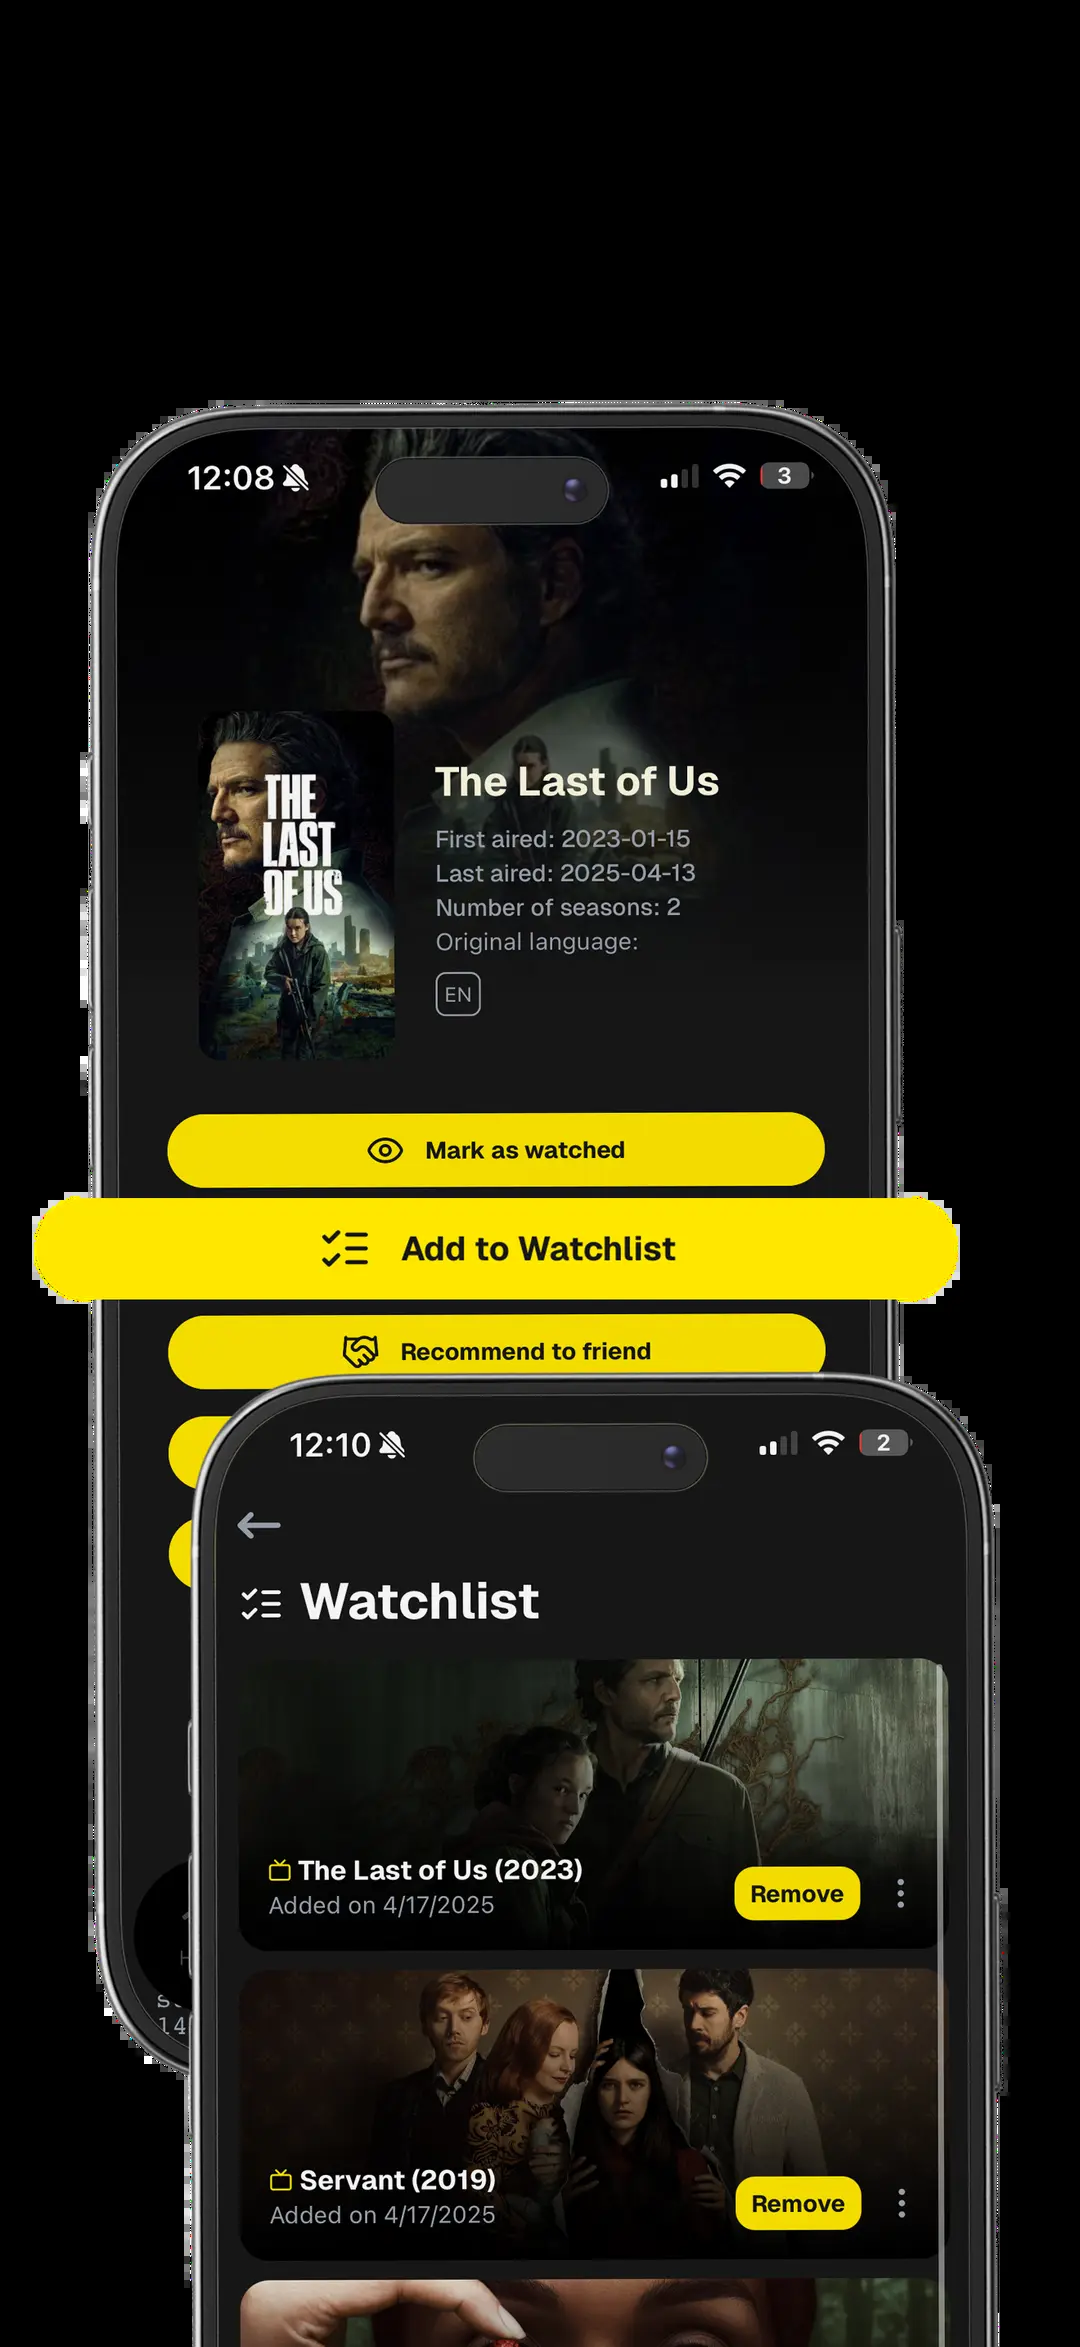 12:08
3
THE
LAST
OF US
The Last of Us
First aired: 2023-01-15
Last aired: 2025-04-13
Number of seasons: 2
Original language:
EN
Mark as watched
Add to Watchlist
Recommend to friend
12:10
2
Watchlist
The Last of Us (2023)
Added on 4/17/2025
Remove
Servant (2019)
Added on 4/17/2025
Remove